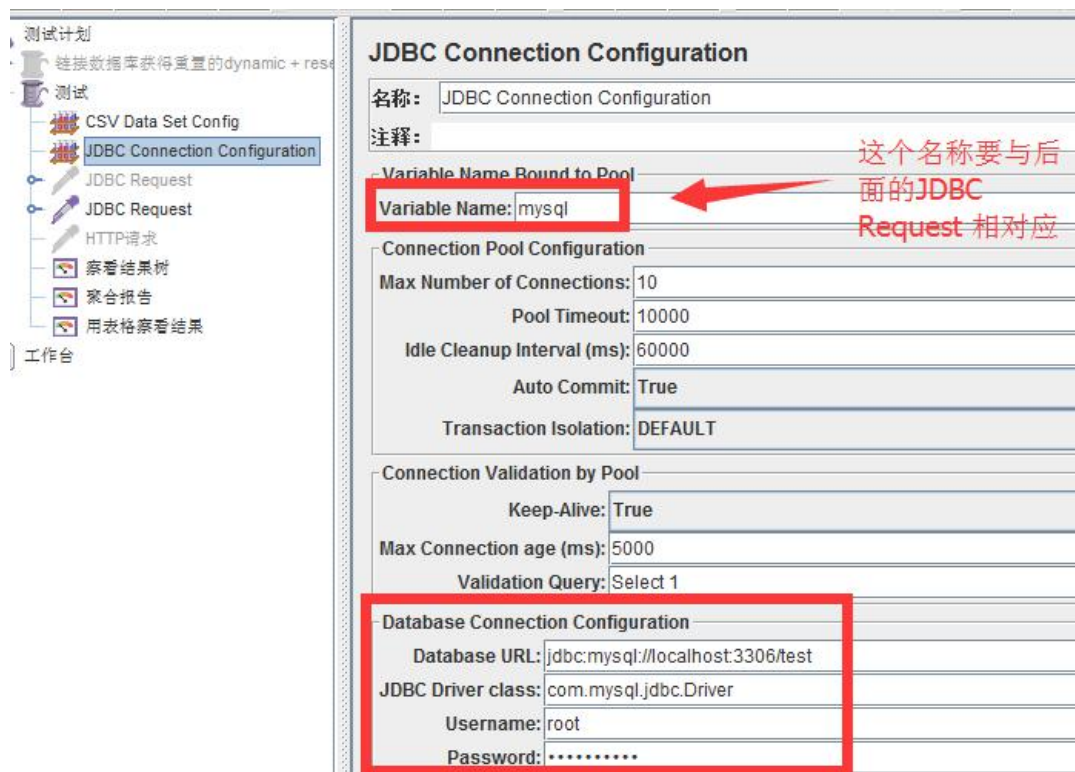 测试计划
链接数据库获得重置的dynamic + rese
测试
CSV Data Set Config
JDBC Connection Configuration
JDBC Request
JDBC Request
HTTP请求
察看结果树
聚合报告
用表格察看结果
工作台
JDBC Connection Configuration
名称： JDBC Connection Configuration
注释：
Variable Name Bound to Pool
Variable Name: mysql
这个名称要与后
面的JDBC
Request 相对应
Connection Pool Configuration
Max Number of Connections: 10
Pool Timeout: 10000
Idle Cleanup Interval (ms): 60000
Auto Commit: True
Transaction Isolation: DEFAULT
Connection Validation by Pool
Keep-Alive: True
Max Connection age (ms): 5000
Validation Query: Select 1
Database Connection Configuration
Database URL: jdbc:mysql://localhost:3306/test
JDBC Driver class: com.mysql.jdbc.Driver
Username: root
Password: ••••••••••